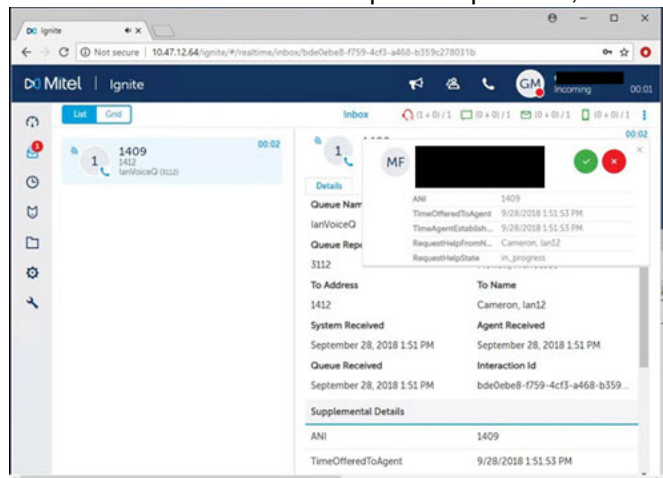 Ignite
Not secure | 10.47.12.64/ignite/#/realtime/inbox/bde0ebe8-f759-4cf3-a468-b359c278031b
Mitel | Ignite
GM
Incoming
00:01
List Grid
Inbox
(1+0)/1 (0+0)/1 (0+0)/1 (0+0)/1
1
1409
1412
IanVoiceQ (3112)
00:02
1
00:02
MF
Details
ANI 1409
TimeOfferedToAgent 9/28/2018 1:51:53 PM
TimeAgentEstablish... 9/28/2018 1:51:53 PM
RequestHelpFromN... Cameron, Ian12
RequestHelpState in_progress
Queue Nam
IanVoiceQ
Queue Repo
3112
To Address To Name
1412 Cameron, Ian12
System Received Agent Received
September 28, 2018 1:51 PM September 28, 2018 1:51 PM
Queue Received Interaction Id
September 28, 2018 1:51 PM bde0ebe8-f759-4cf3-a468-b359...
Supplemental Details
ANI 1409
TimeOfferedToAgent 9/28/2018 1:51:53 PM